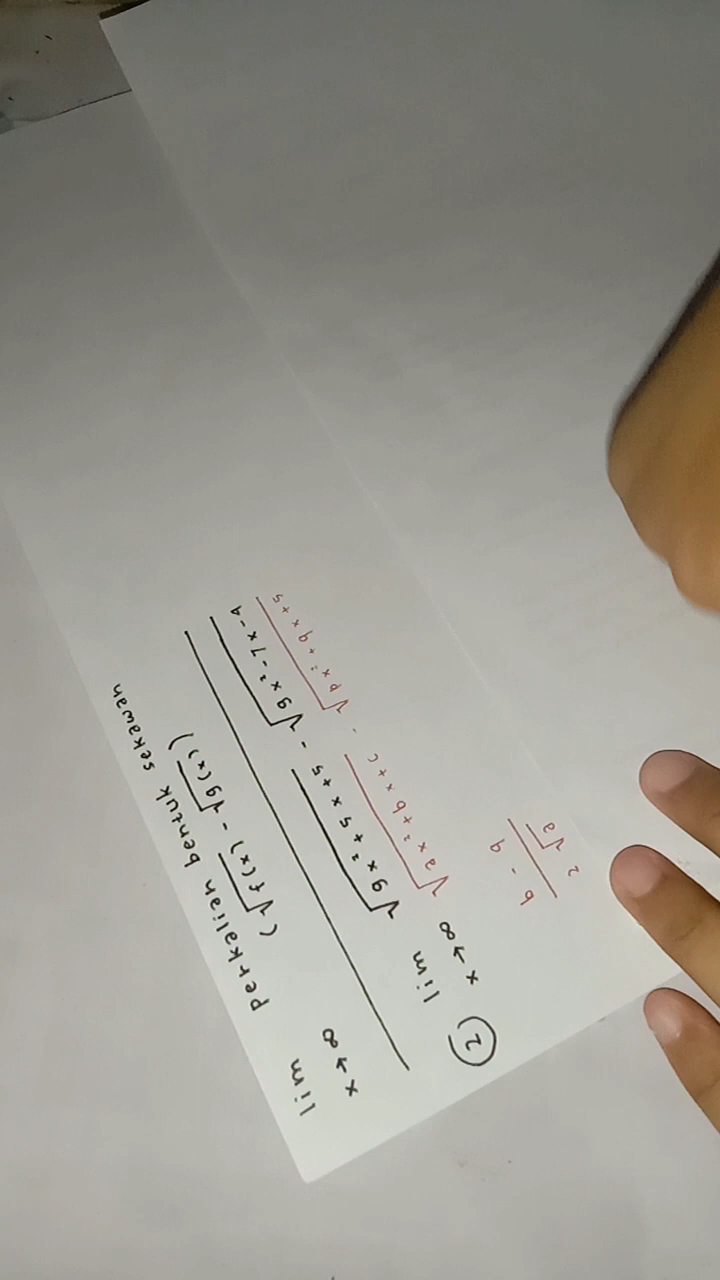 Perkalian bentuk sekawan
lim (√f(x) - √g(x))
x→∞
2) lim √9x² + 5x + 5 - √9x² - 7x - 4
x→∞ √ax² + bx + c - √px² + qx + 5
b - q
2√a